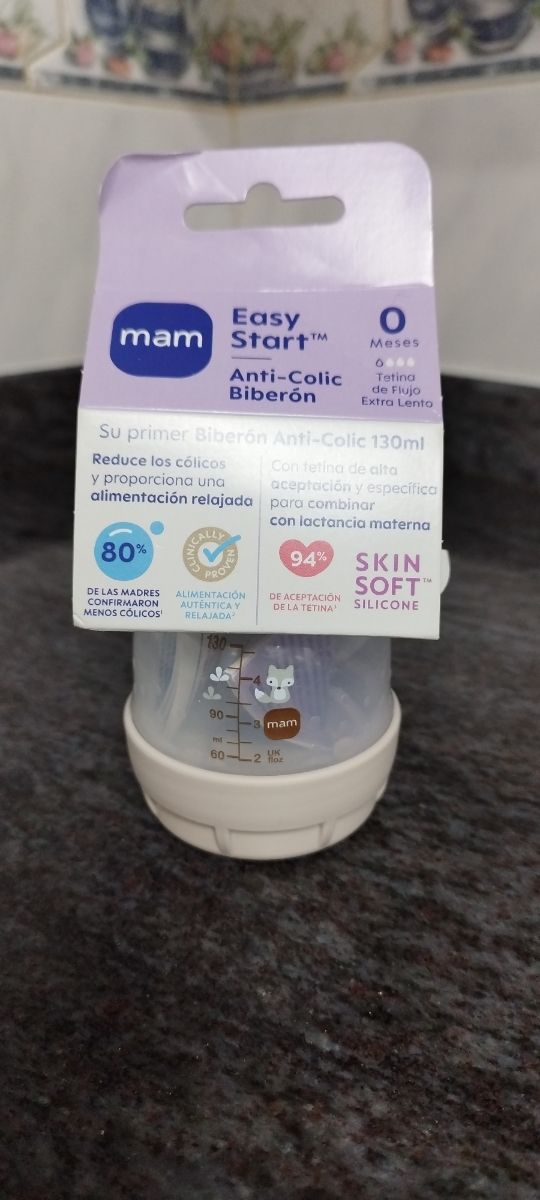 mam
Easy
Start™
Anti-Colic
Biberón
0
Meses
Tetina
de Flujo
Extra Lento
Su primer Biberón Anti-Colic 130ml
Reduce los cólicos
y proporciona una
alimentación relajada
Con tetina de alta
aceptación y específica
para combinar
con lactancia materna
80%
DE LAS MADRES
CONFIRMARON
MENOS CÓLICOS¹
CLINICALLY
PROVEN
ALIMENTACIÓN
AUTÉNTICA Y
RELAJADA²
94%
DE ACEPTACIÓN
DE LA TETINA³
SKIN
SOFT™
SILICONE
130
4
90
3
mam
ml
60
2
UK
floz